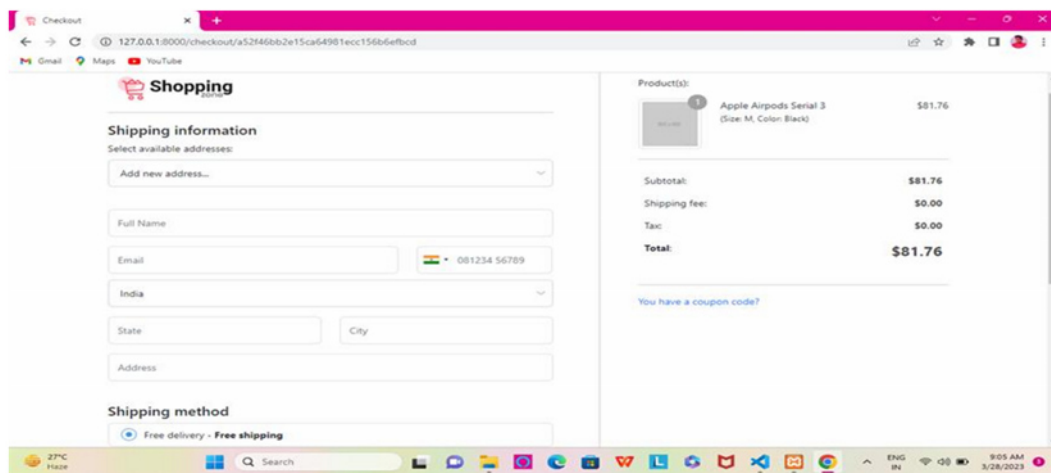 Checkout
127.0.0.1:8000/checkout/a52f46bb2e15ca64981ecc156b6efbcd
Gmail Maps YouTube
Shopping
zone
Shipping information
Select available addresses:
Add new address...
Full Name
Email
081234 56789
India
State
City
Address
Shipping method
Free delivery - Free shipping
Product(s):
1
Apple Airpods Serial 3
$81.76
(Size: M, Color: Black)
Subtotal: $81.76
Shipping fee: $0.00
Tax: $0.00
Total: $81.76
You have a coupon code?
27°C
Haze
Search
ENG
IN
9:05 AM
3/28/2023